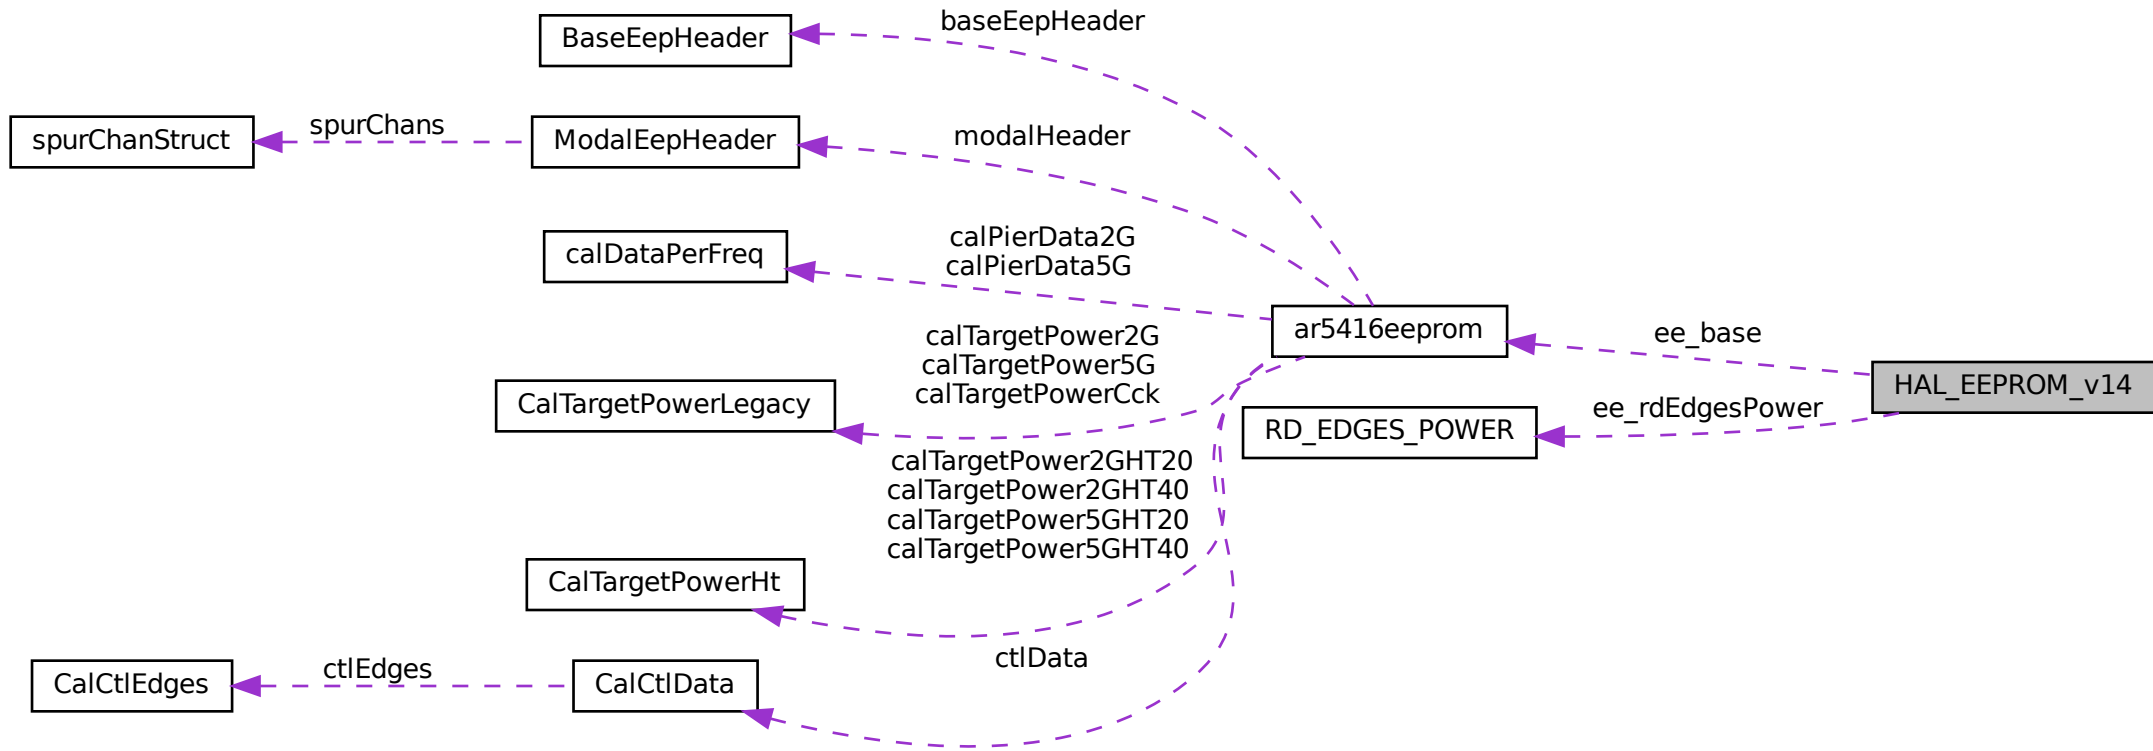 baseEepHeader
BaseEepHeader
spurChans
spurChanStruct
ModalEepHeader
modalHeader
calPierData2G
calPierData5G
calDataPerFreq
calTargetPower2G
calTargetPower5G
calTargetPowerCck
ar5416eeprom
ee_base
HAL_EEPROM_v14
CalTargetPowerLegacy
RD_EDGES_POWER
ee_rdEdgesPower
calTargetPower2GHT20
calTargetPower2GHT40
calTargetPower5GHT20
calTargetPower5GHT40
CalTargetPowerHt
ctlData
ctlEdges
CalCtlEdges
CalCtlData